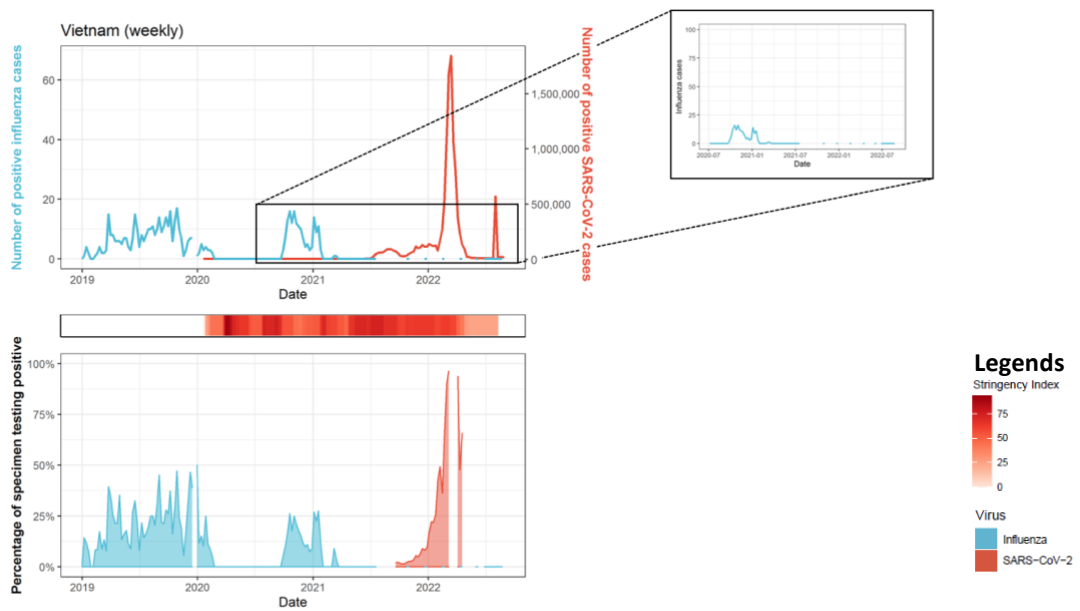 Vietnam (weekly)
Number of positive influenza cases
60
40
20
0
1,500,000
1,000,000
500,000
0
Number of positive SARS-CoV-2 cases
2019
2020
2021
2022
Date
Influenza cases
100
75
50
25
0
2020-07
2021-01
2021-07
2022-01
2022-07
Date
Percentage of specimen testing positive
100%
75%
50%
25%
0%
2019
2020
2021
2022
Date
Legends
Stringency Index
75
50
25
0
Virus
Influenza
SARS-CoV-2